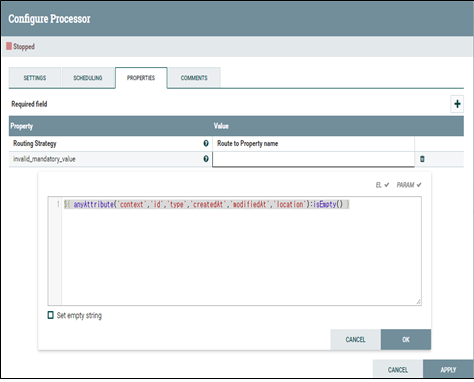 Configure Processor
Stopped
SETTINGS SCHEDULING PROPERTIES COMMENTS
Required field
Property Value
Routing Strategy Route to Property name
invalid_mandatory_value
EL PARAM
1 ${ anyAttribute('context','id','type','createdAt','modifiedAt','location'):isEmpty() }
Set empty string
CANCEL OK
CANCEL APPLY